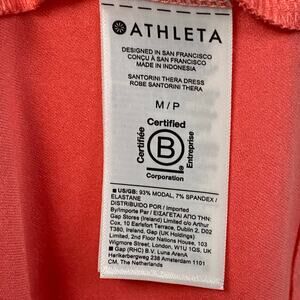 ATHLETA
DESIGNED IN SAN FRANCISCO
CONÇU À SAN FRANCISCO
MADE IN INDONESIA
SANTORINI THERA DRESS
ROBE SANTORINI THERA
M / P
Certified
Certifiée
B
Entreprise
Corporation
US/GB: 93% MODAL, 7% SPANDEX /
ELASTANE
DISTRIBUIDO POR / Imported
By/Importe Par / ΕΙΣΑΓΕΤΑΙ ΑΠΟ ΤΗΝ:
Gap Stores (Ireland) Limited c/o Arthur
Cox, 10 Earlsfort Terrace, Dublin 2, D02
T380, Ireland, Gap (UK Holdings)
Limited, 2nd Floor Nations House, 103
Wigmore Street, London, W1U 1QS, UK
Gap (HRC) B.V. Luna Arena
Herikerbergweg 238 Amsterdam 1101
CM, The Netherlands